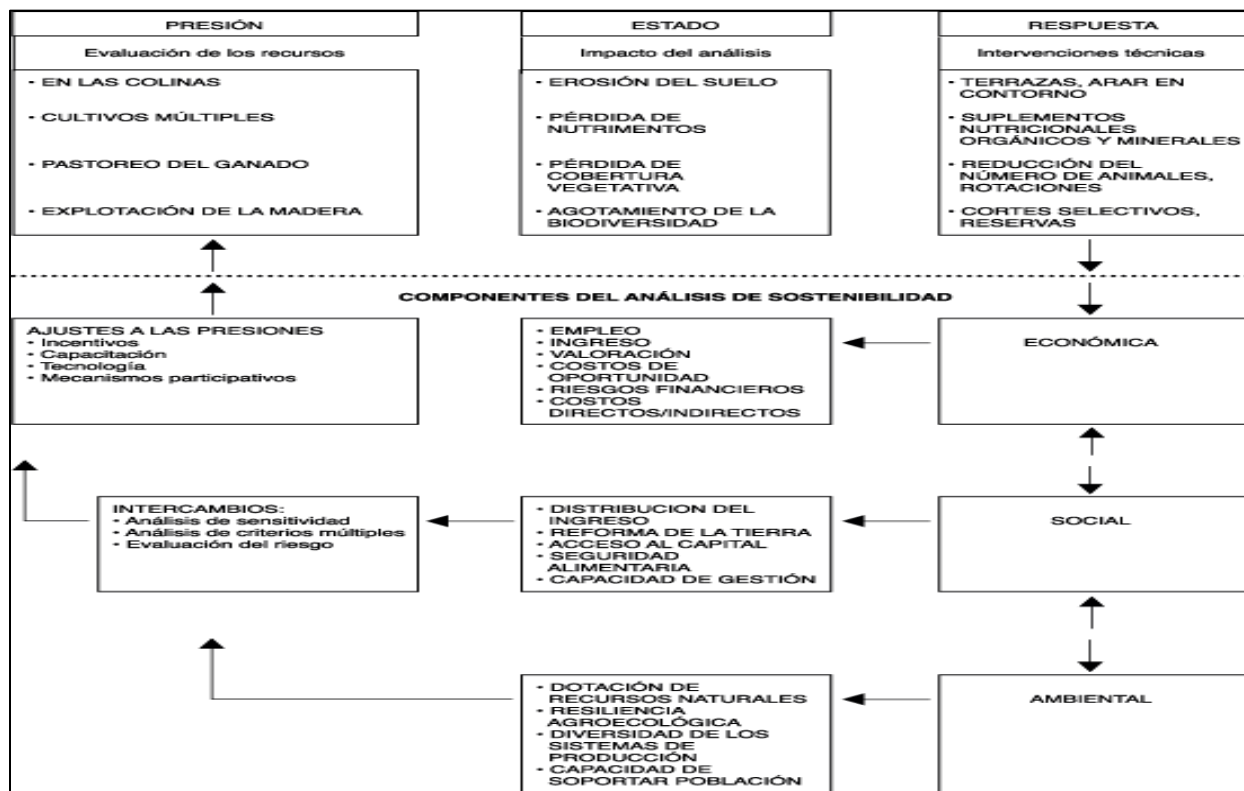 PRESIÓN
Evaluación de los recursos
• EN LAS COLINAS
• CULTIVOS MÚLTIPLES
• PASTOREO DEL GANADO
• EXPLOTACIÓN DE LA MADERA
ESTADO
Impacto del análisis
• EROSIÓN DEL SUELO
• PÉRDIDA DE
NUTRIMENTOS
• PÉRDIDA DE
COBERTURA
VEGETATIVA
• AGOTAMIENTO DE LA
BIODIVERSIDAD
RESPUESTA
Intervenciones técnicas
• TERRAZAS, ARAR EN
CONTORNO
• SUPLEMENTOS
NUTRICIONALES
ORGÁNICOS Y MINERALES
• REDUCCIÓN DEL
NÚMERO DE ANIMALES,
ROTACIONES
• CORTES SELECTIVOS,
RESERVAS
COMPONENTES DEL ANÁLISIS DE SOSTENIBILIDAD
AJUSTES A LAS PRESIONES
• Incentivos
• Capacitación
• Tecnología
• Mecanismos participativos
• EMPLEO
• INGRESO
• VALORACIÓN
• COSTOS DE
OPORTUNIDAD
• RIESGOS FINANCIEROS
• COSTOS
DIRECTOS/INDIRECTOS
ECONÓMICA
INTERCAMBIOS:
• Análisis de sensitividad
• Análisis de criterios múltiples
• Evaluación del riesgo
• DISTRIBUCION DEL
INGRESO
• REFORMA DE LA TIERRA
• ACCESO AL CAPITAL
• SEGURIDAD
ALIMENTARIA
• CAPACIDAD DE GESTIÓN
SOCIAL
• DOTACIÓN DE
RECURSOS NATURALES
• RESILIENCIA
AGROECOLÓGICA
• DIVERSIDAD DE LOS
SISTEMAS DE
PRODUCCIÓN
• CAPACIDAD DE
SOPORTAR POBLACIÓN
AMBIENTAL